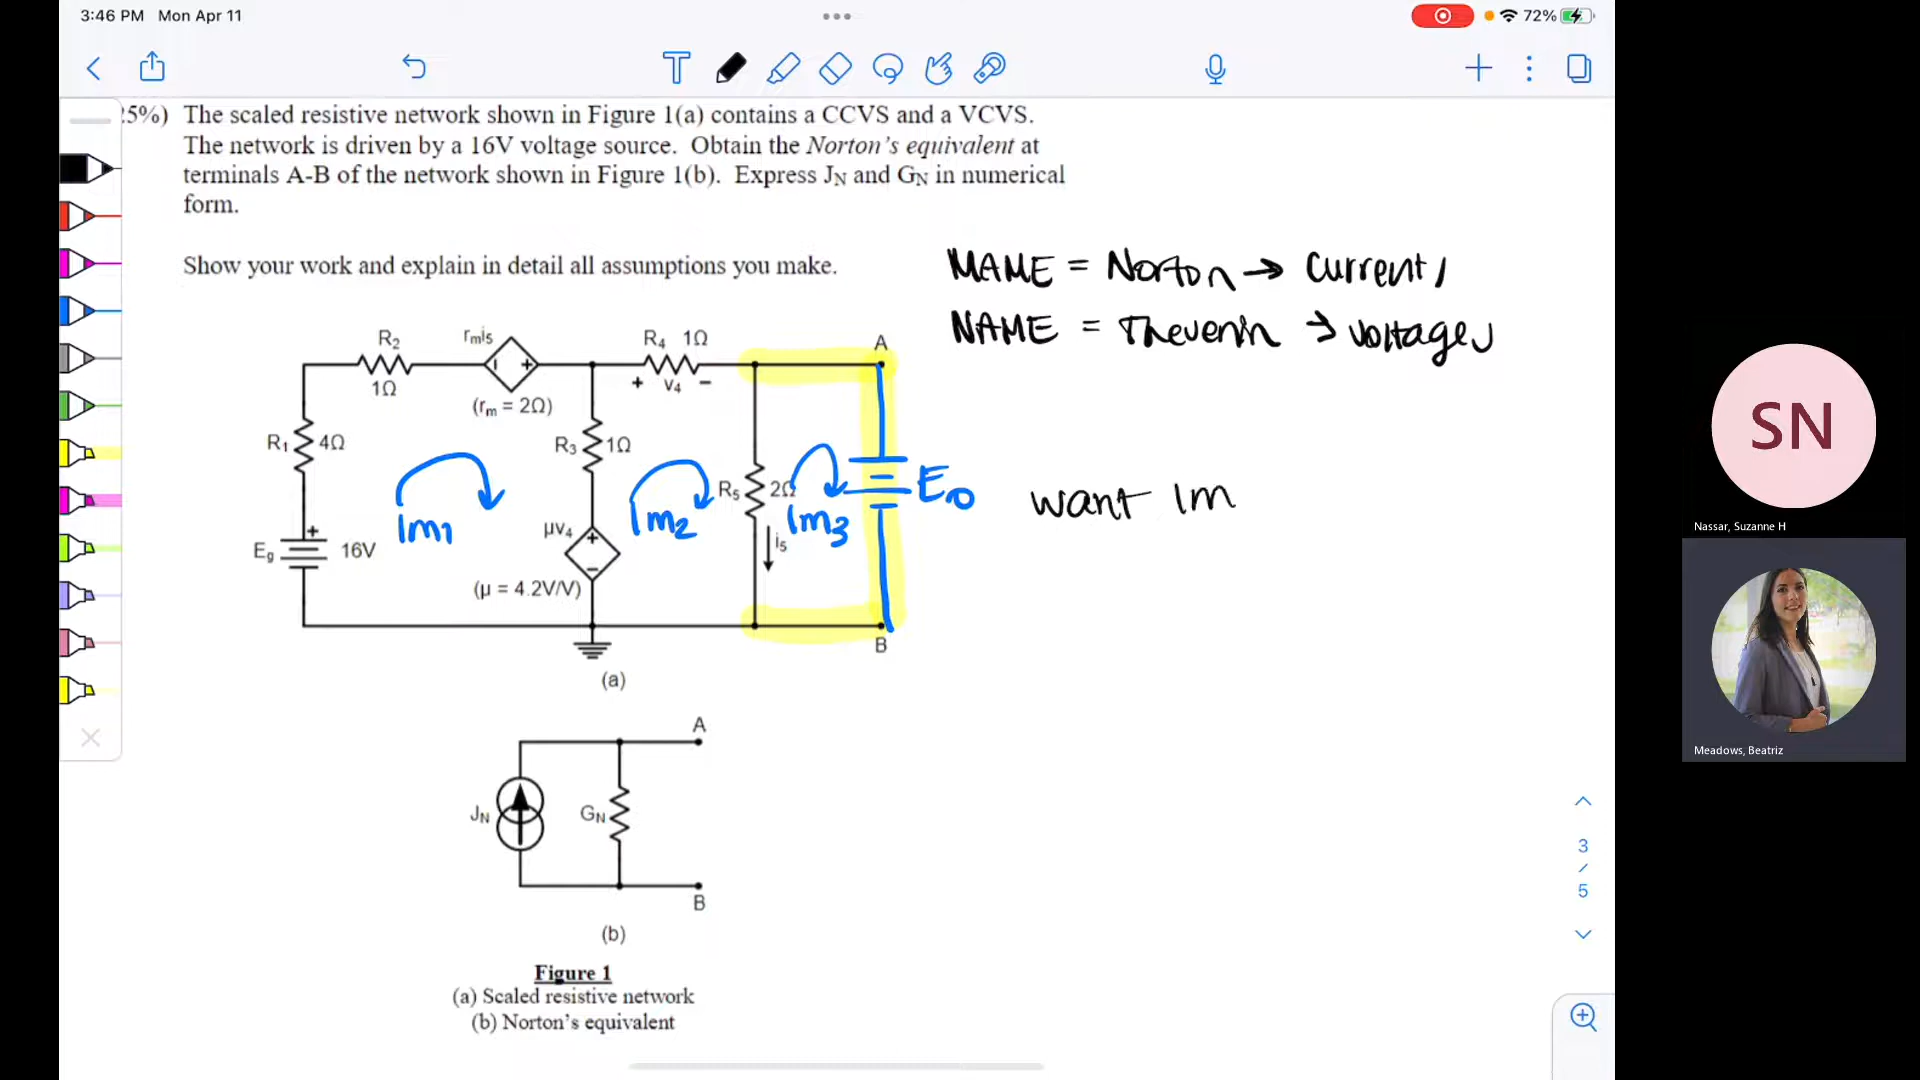 3:46 PM Mon Apr 11
72%
:5%) The scaled resistive network shown in Figure 1(a) contains a CCVS and a VCVS.
The network is driven by a 16V voltage source. Obtain the Norton's equivalent at
terminals A-B of the network shown in Figure 1(b). Express JN and GN in numerical
form.
Show your work and explain in detail all assumptions you make.
MAME = Norton → Current,
NAME = Thevenin → voltage,
R2
1Ω
rmi5
- +
(rm = 2Ω)
R4 1Ω
+ V4 -
A
R1 4Ω
R3 1Ω
R5 2Ω
Im1
Im2
Im3
E0
want Im
μV4
+
-
i5
+
Eg 16V
(μ = 4.2V/V)
B
(a)
A
JN
GN
B
(b)
Figure 1
(a) Scaled resistive network
(b) Norton's equivalent
3
/
5
SN
Nassar, Suzanne H
Meadows, Beatriz